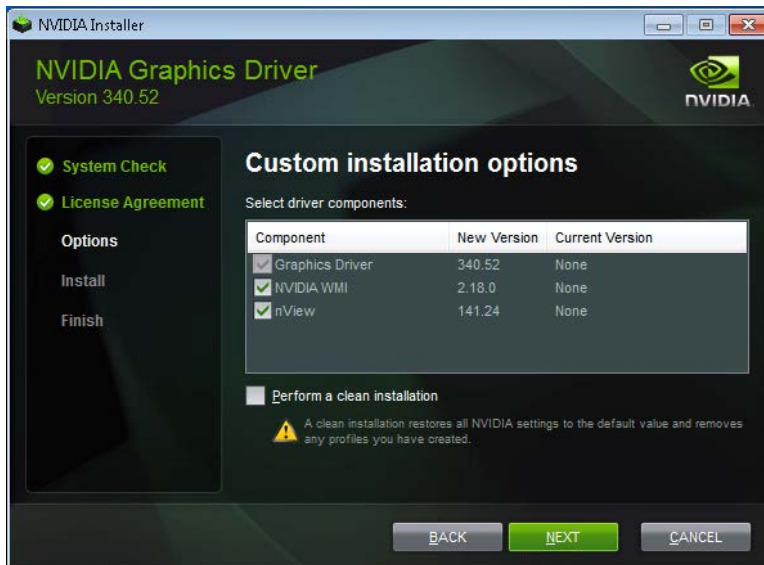 NVIDIA Installer
NVIDIA Graphics Driver
Version 340.52
NVIDIA
System Check
License Agreement
Options
Install
Finish
Custom installation options
Select driver components:
Component New Version Current Version
Graphics Driver 340.52 None
NVIDIA WMI 2.18.0 None
nView 141.24 None
Perform a clean installation
A clean installation restores all NVIDIA settings to the default value and removes
any profiles you have created.
BACK NEXT CANCEL